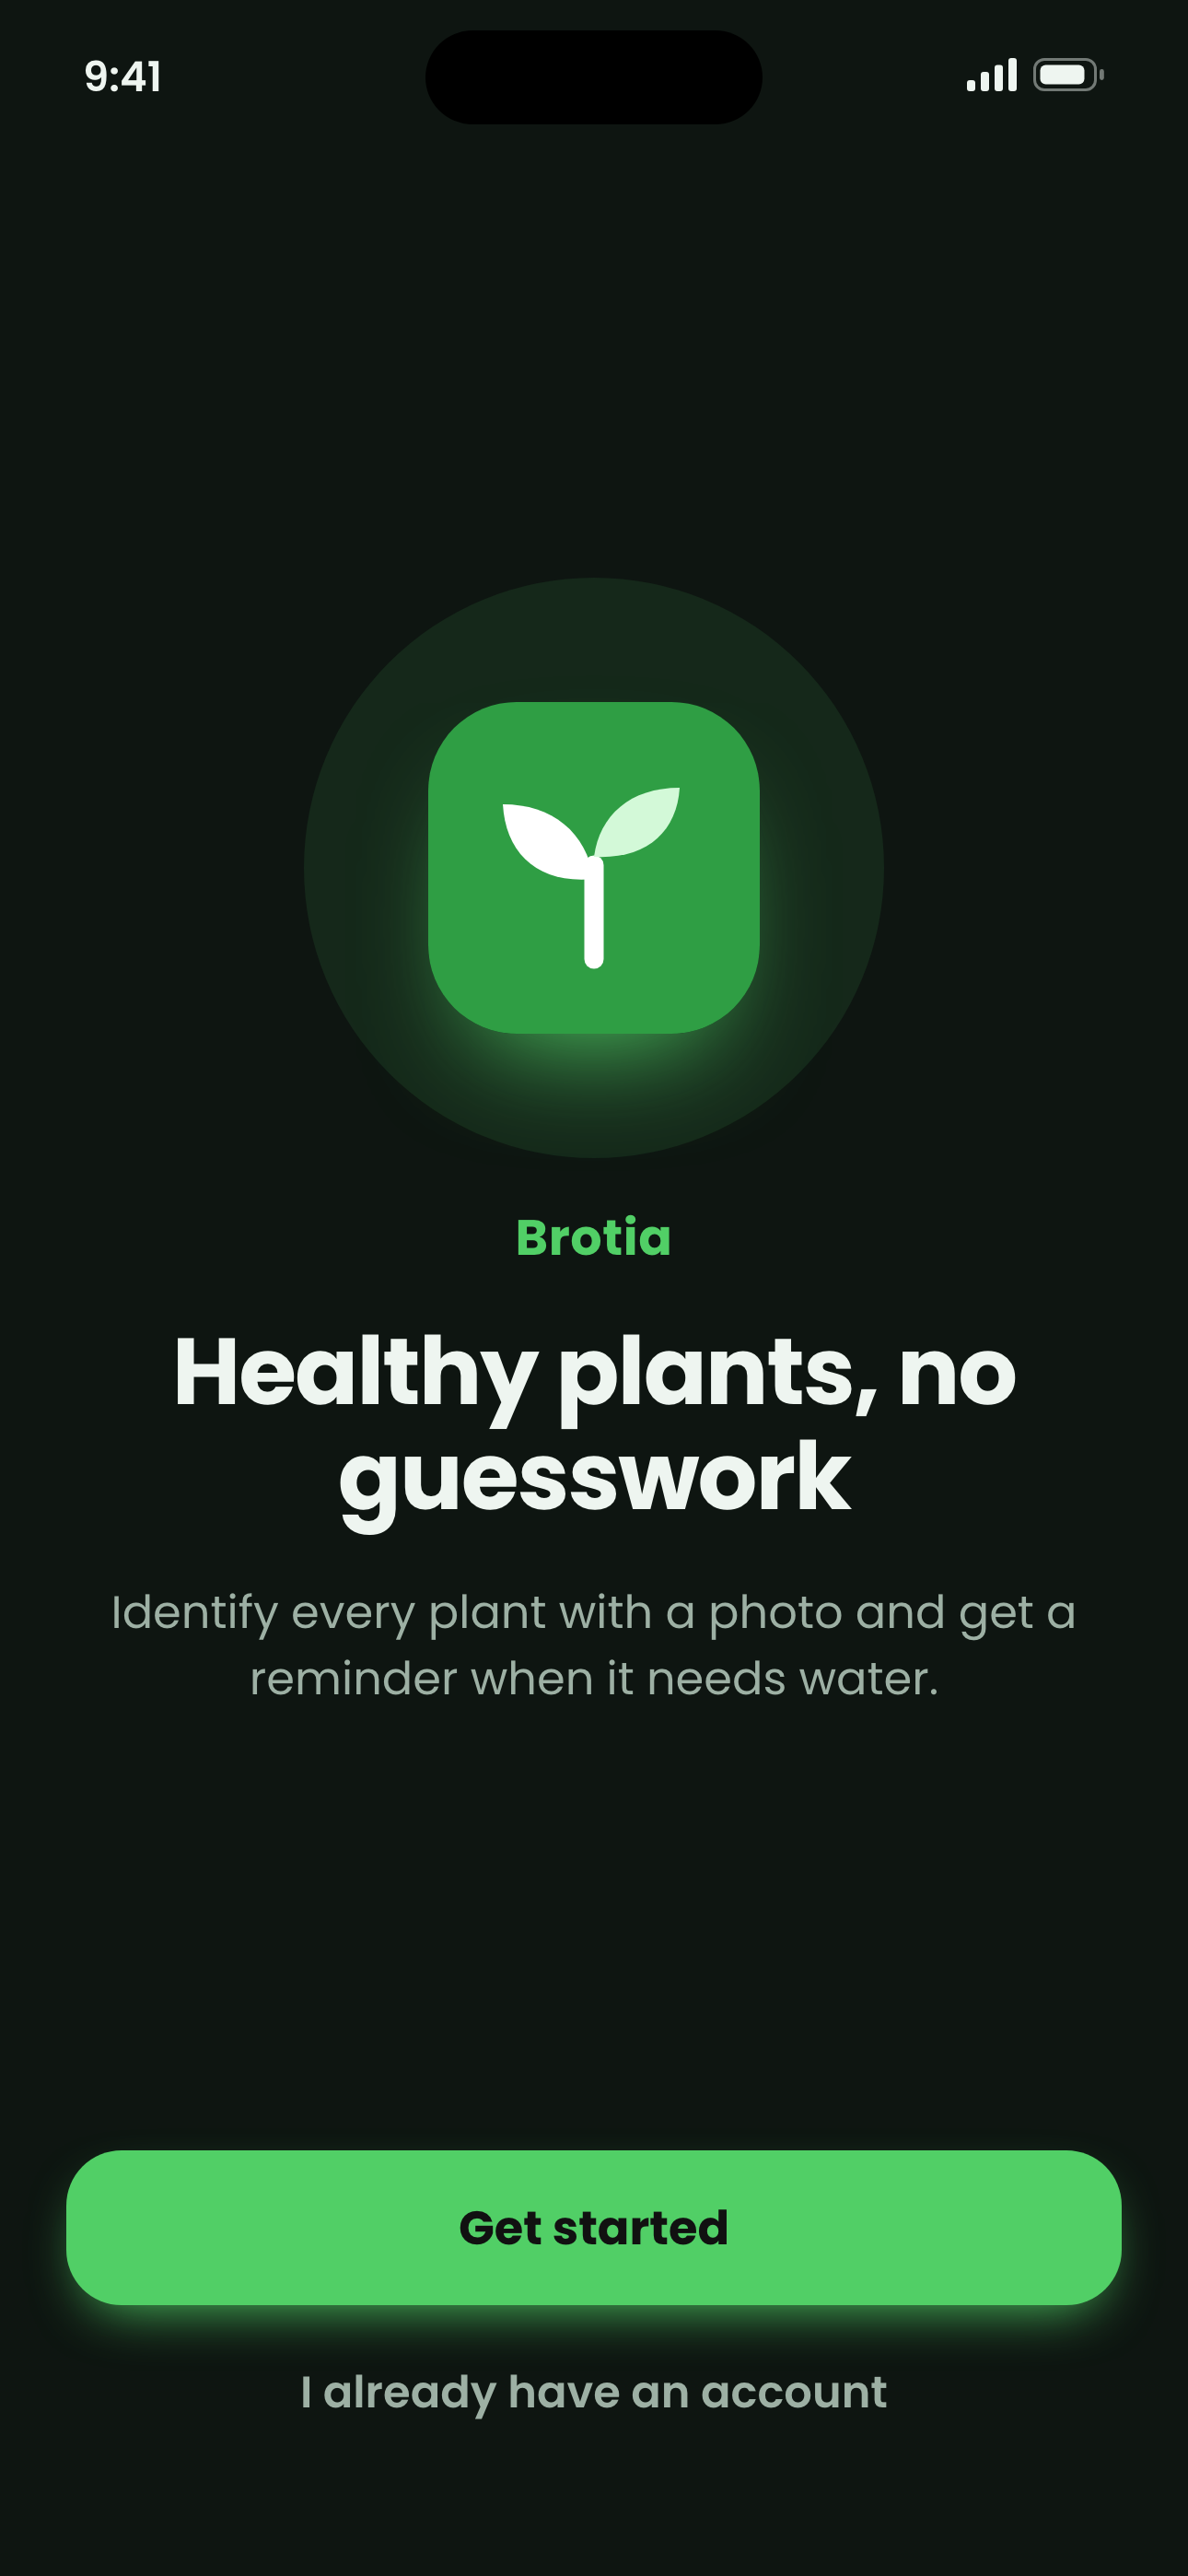 9:41
Brotia
Healthy plants, no
guesswork
Identify every plant with a photo and get a
reminder when it needs water.
Get started
I already have an account